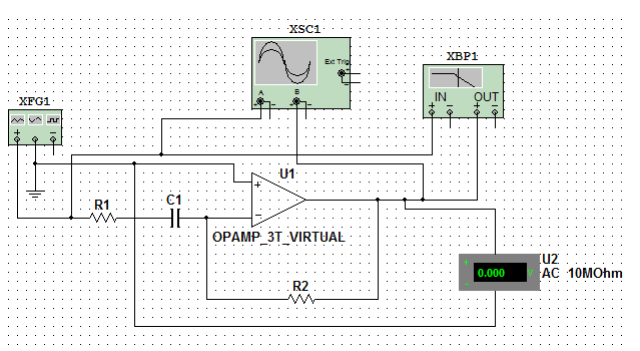 XSC1
Ext Trig
+
-
A
B
+ - + -
XBP1
IN OUT
+ - + -
XFG1
+ -
U1
+
-
R1
C1
OPAMP_3T_VIRTUAL
R2
U2
+
0.000 V
-
AC 10MOhm